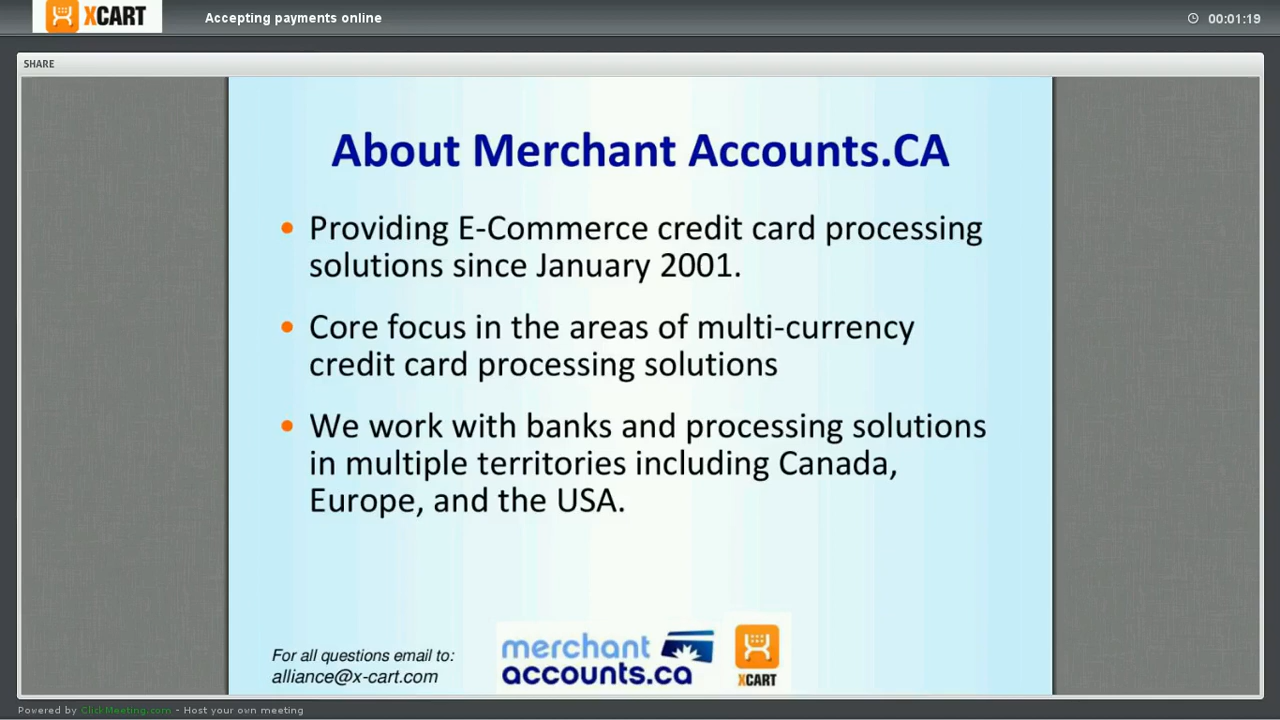 XCART
Accepting payments online
00:01:19
SHARE
About Merchant Accounts.CA
• Providing E-Commerce credit card processing
solutions since January 2001.
• Core focus in the areas of multi-currency
credit card processing solutions
• We work with banks and processing solutions
in multiple territories including Canada,
Europe, and the USA.
For all questions email to:
alliance@x-cart.com
merchant
accounts.ca
XCART
Powered by ClickMeeting.com - Host your own meeting